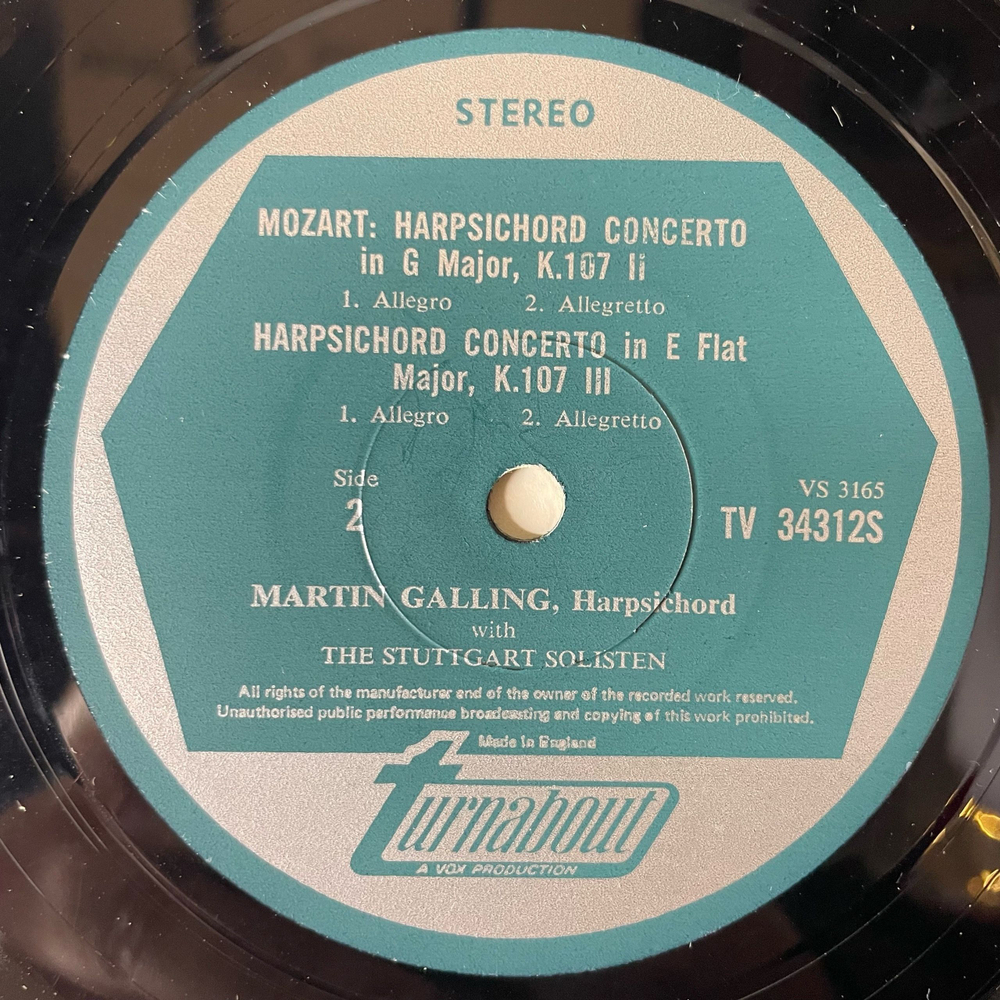 STEREO
MOZART: HARPSICHORD CONCERTO
in G Major, K.107 Ii
1. Allegro 2. Allegretto
HARPSICHORD CONCERTO in E Flat
Major, K.107 III
1. Allegro 2. Allegretto
Side
2
VS 3165
TV 34312S
MARTIN GALLING, Harpsichord
with
THE STUTTGART SOLISTEN
All rights of the manufacturer and of the owner of the recorded work reserved.
Unauthorised public performance broadcasting and copying of this work prohibited.
Made in England
turnabout
A VOX PRODUCTION